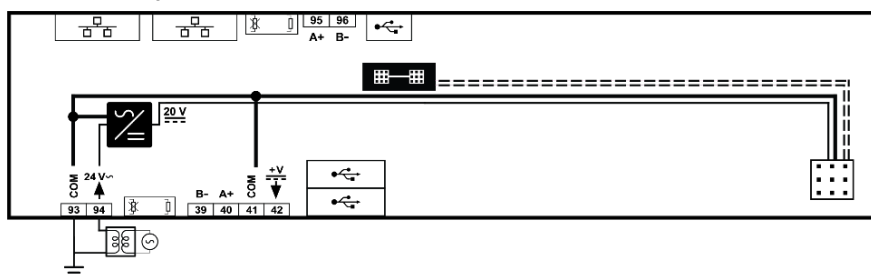 95 96
A+ B-
20 V
COM 24 V~
B- A+ COM +V
93 94 39 40 41 42